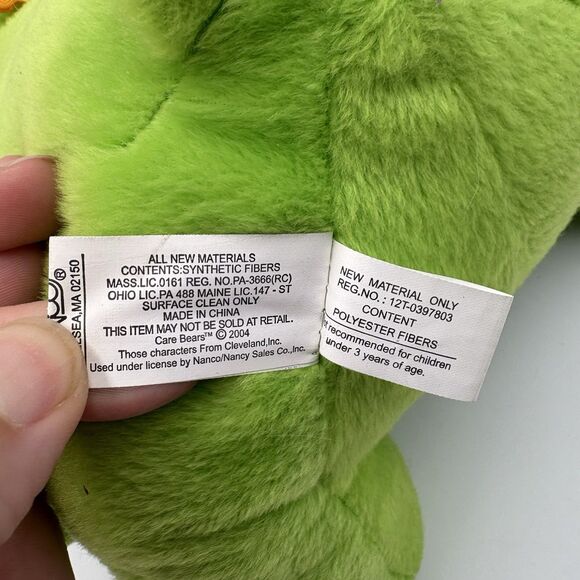 ®
LSEA, MA 02150
ALL NEW MATERIALS
CONTENTS:SYNTHETIC FIBERS
MASS.LIC.0161 REG. NO.PA-3666(RC)
OHIO LIC.PA 488 MAINE LIC.147 - ST
SURFACE CLEAN ONLY
MADE IN CHINA
THIS ITEM MAY NOT BE SOLD AT RETAIL.
Care Bears™ © 2004
Those characters From Cleveland,Inc.
Used under license by Nanco/Nancy Sales Co.,Inc.
NEW MATERIAL ONLY
REG.NO. : 12T-0397803
CONTENT
POLYESTER FIBERS
recommended for children
under 3 years of age.